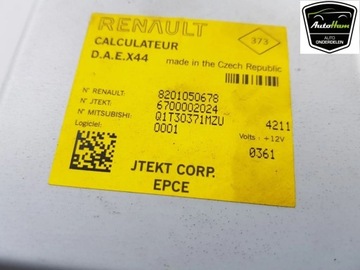 RENAULT
373
CALCULATEUR
D.A.E.X44
made in the Czech Republic
N° RENAULT: 8201050678
N° JTEKT: 6700002024
N° MITSUBISHI: Q1T30371MZU 4211
Logiciel: 0001 Volts: +12V
0361
JTEKT CORP.
EPCE
AutoHam
AUTO
ONDERDELEN